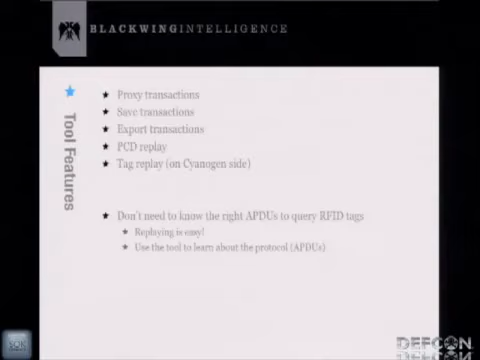 BLACKWINGINTELLIGENCE
Tool Features
Proxy transactions
Save transactions
Export transactions
PCD replay
Tag replay (on Cyanogen side)
Don't need to know the right APDUs to query RFID tags
Replaying is easy!
Use the tool to learn about the protocol (APDUs)
DEFCON